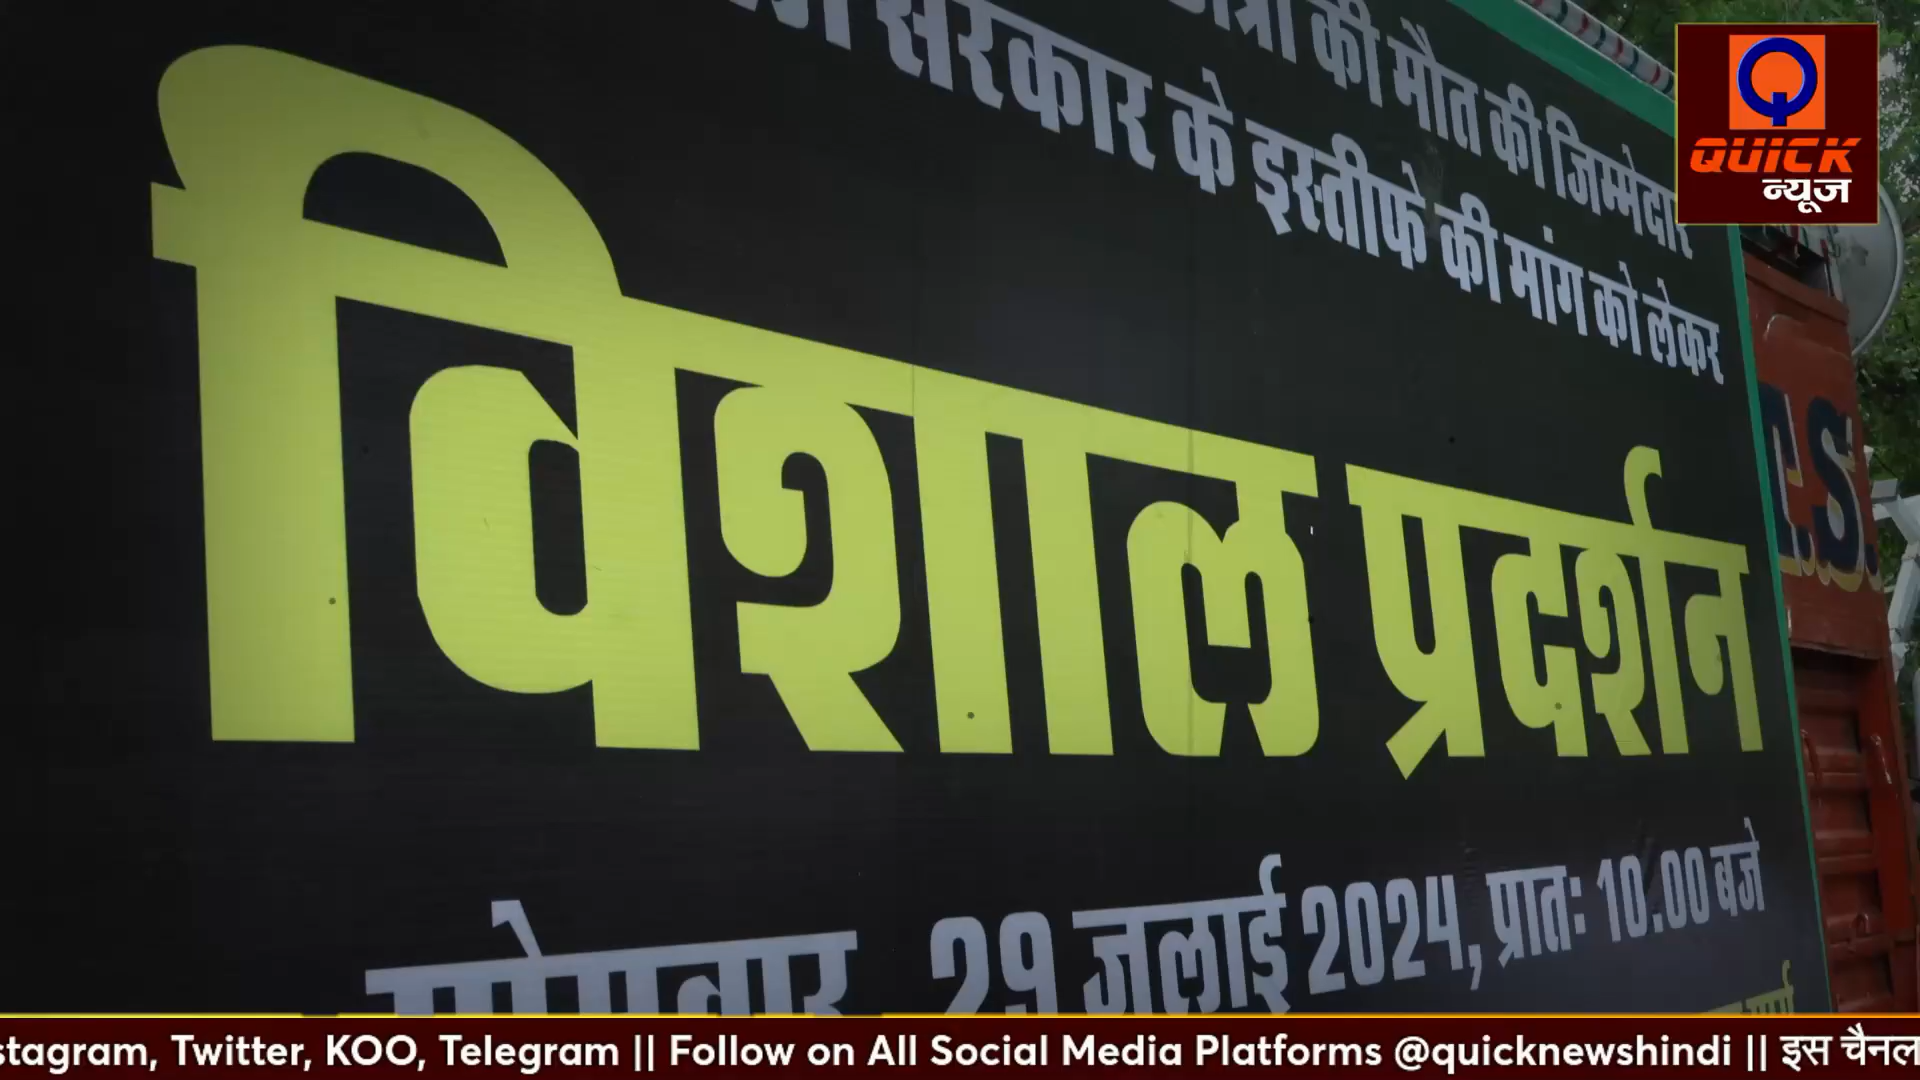 की मौत की जिम्मेदार
सरकार के इस्तीफे की मांग को लेकर
विशाल प्रदर्शन
सोमवार, 29 जुलाई 2024, प्रातः 10.00 बजे
T.S.
QUICK
न्यूज
stagram, Twitter, KOO, Telegram || Follow on All Social Media Platforms @quicknewshindi || इस चैनल